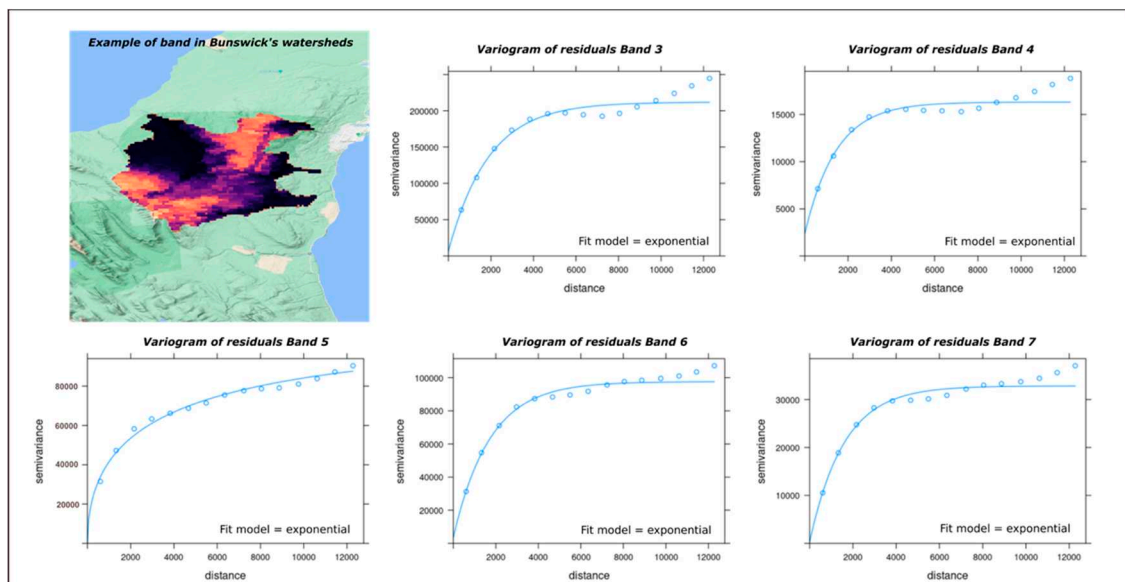 Example of band in Bunswick's watersheds
Variogram of residuals Band 3
semivariance
200000
150000
100000
50000
Fit model = exponential
2000 4000 6000 8000 10000 12000
distance
Variogram of residuals Band 4
semivariance
15000
10000
5000
Fit model = exponential
2000 4000 6000 8000 10000 12000
distance
Variogram of residuals Band 5
semivariance
80000
60000
40000
20000
Fit model = exponential
2000 4000 6000 8000 10000 12000
distance
Variogram of residuals Band 6
semivariance
100000
80000
60000
40000
20000
Fit model = exponential
2000 4000 6000 8000 10000 12000
distance
Variogram of residuals Band 7
semivariance
30000
20000
10000
Fit model = exponential
2000 4000 6000 8000 10000 12000
distance